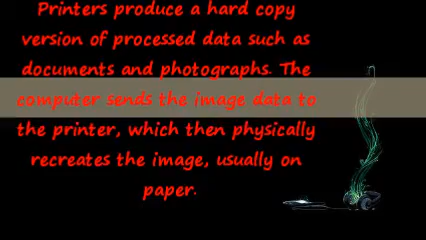 Printers produce a hard copy
version of processed data such as
documents and photographs. The
computer sends the image data to
the printer, which then physically
recreates the image, usually on
paper.